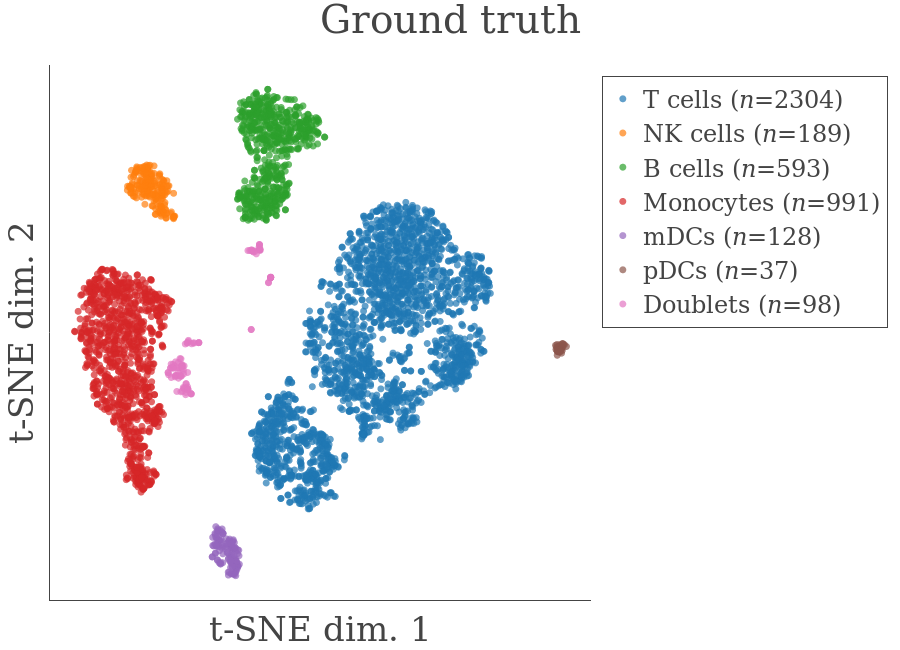 Ground truth
T cells (n=2304)
NK cells (n=189)
B cells (n=593)
Monocytes (n=991)
mDCs (n=128)
pDCs (n=37)
Doublets (n=98)
t-SNE dim. 2
t-SNE dim. 1